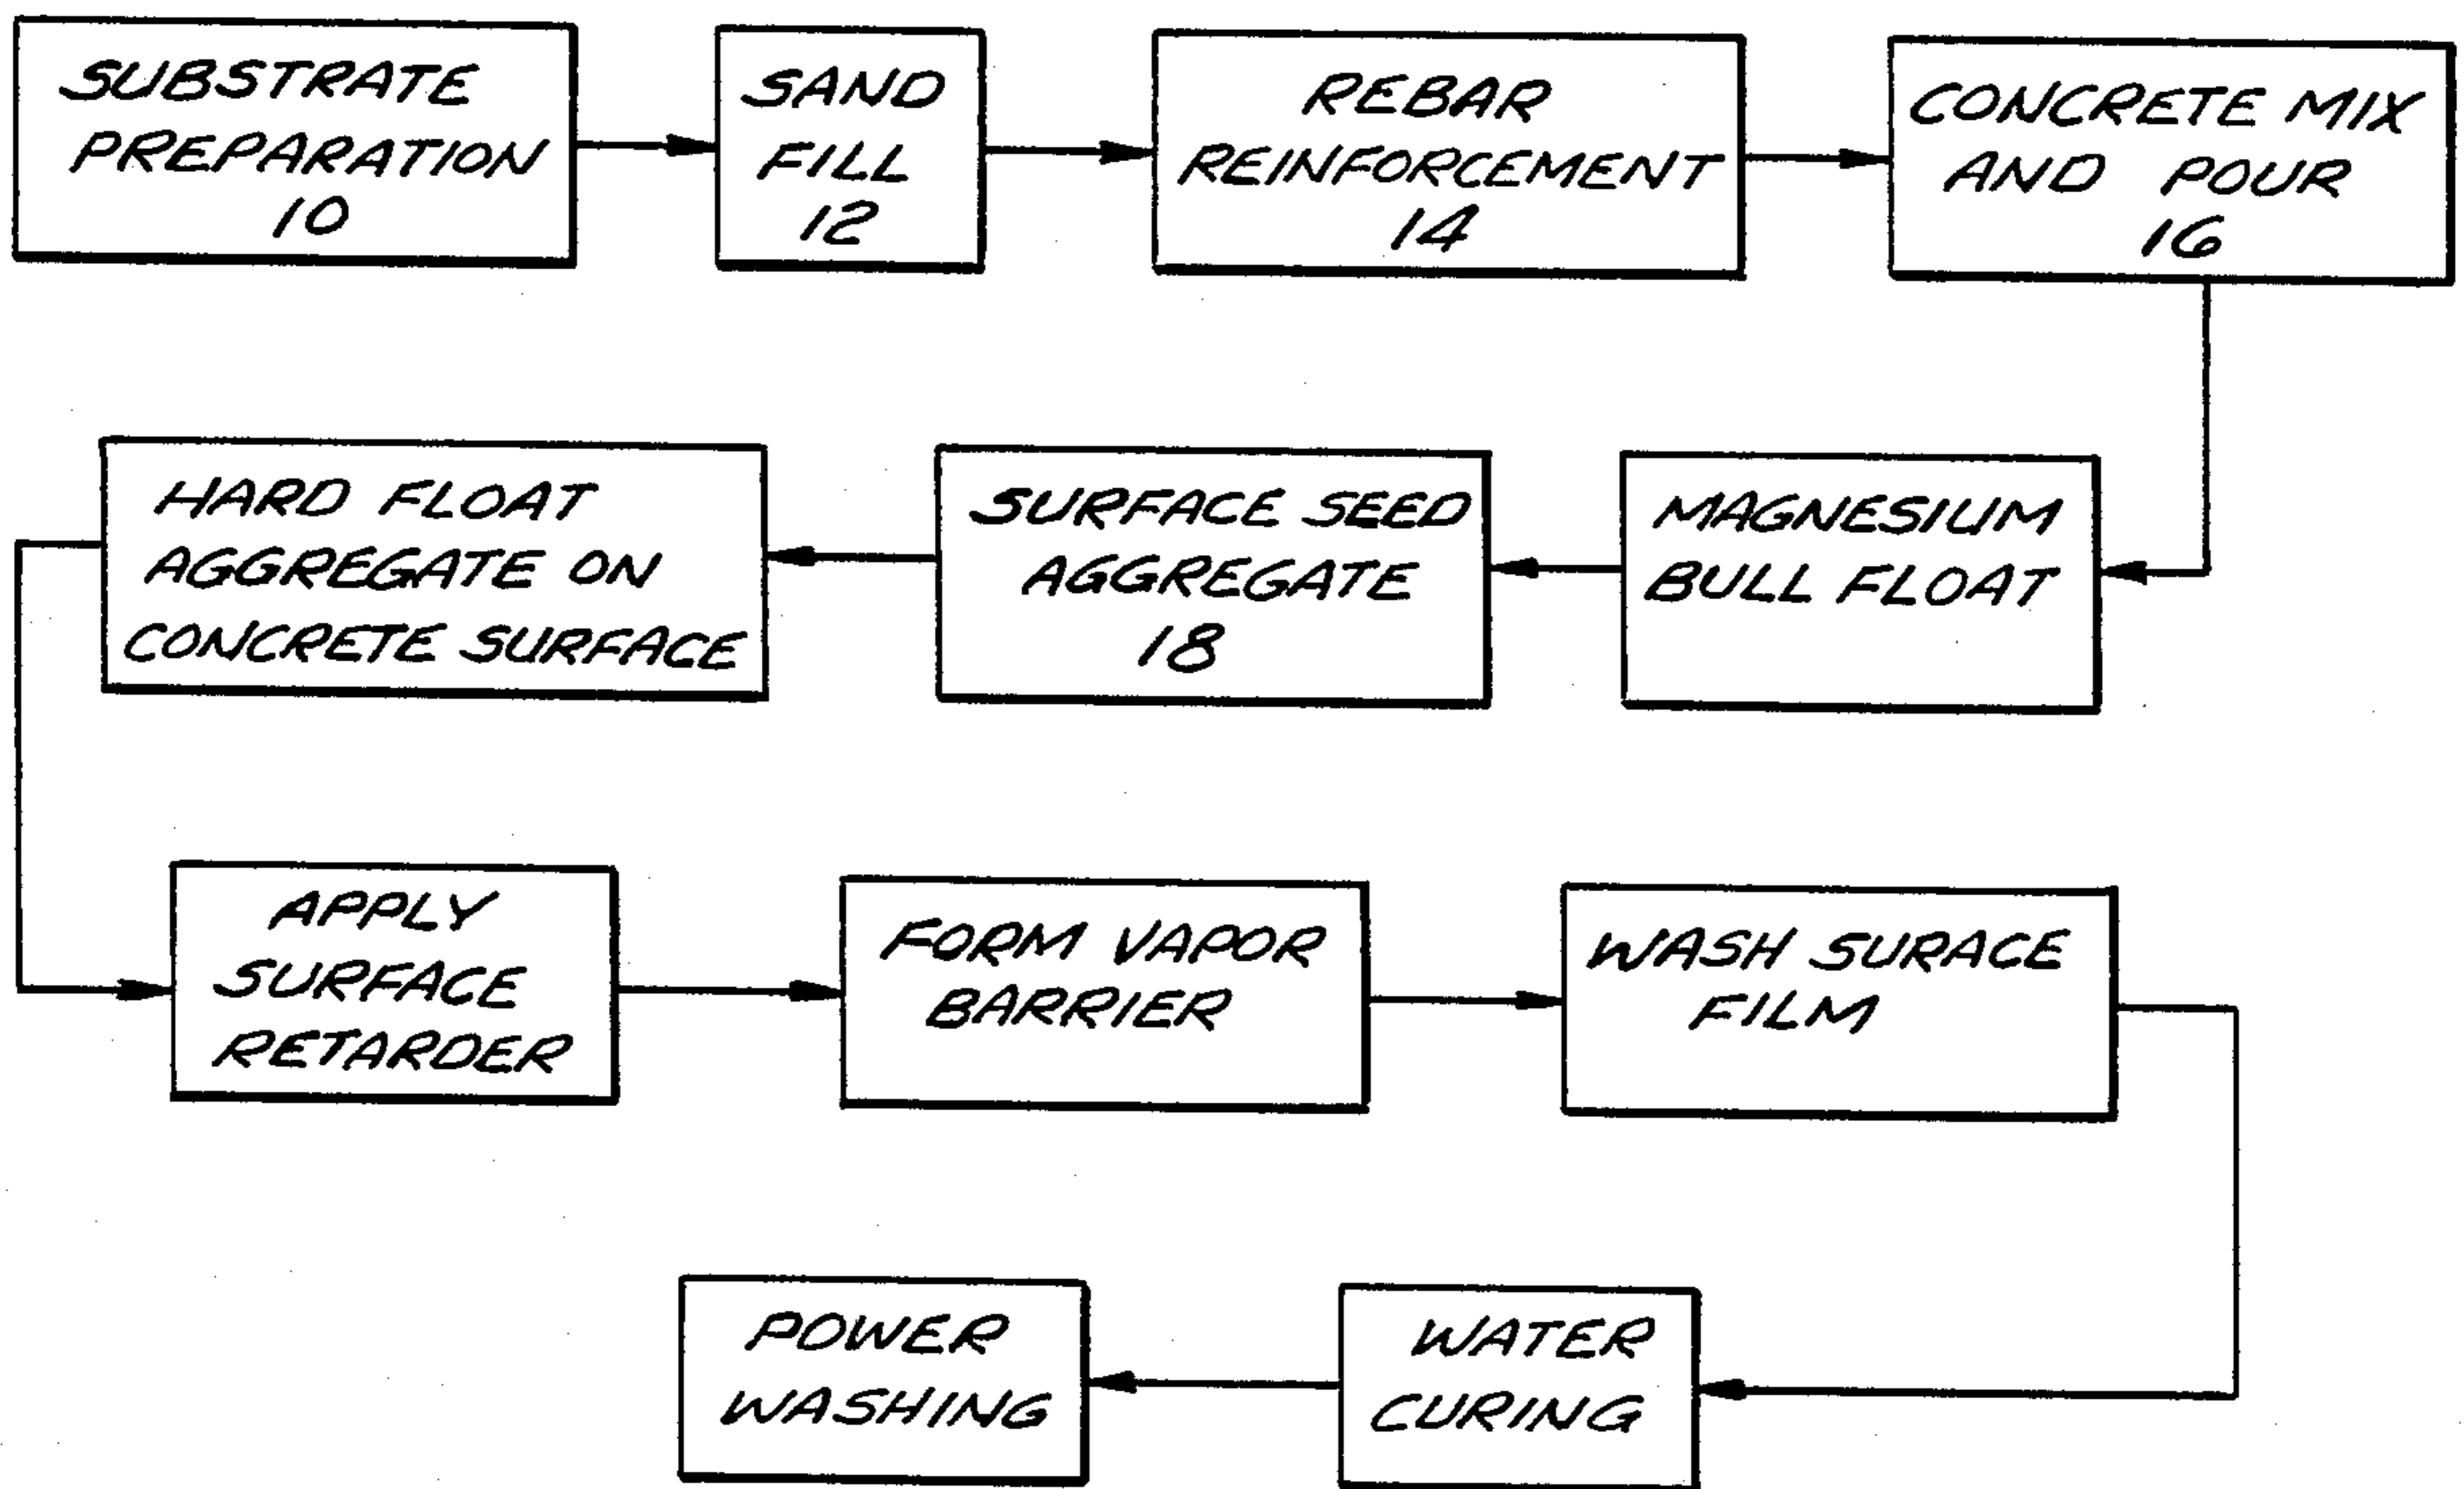 SUBSTRATE
PREPARATION
10
SAND
FILL
12
REBAR
REINFORCEMENT
14
CONCRETE MIX
AND POUR
16
MAGNESIUM
BULL FLOAT
SURFACE SEED
AGGREGATE
18
HARD FLOAT
AGGREGATE ON
CONCRETE SURFACE
APPLY
SURFACE
RETARDER
FORM VAPOR
BARRIER
WASH SURACE
FILM
WATER
CURING
POWER
WASHING